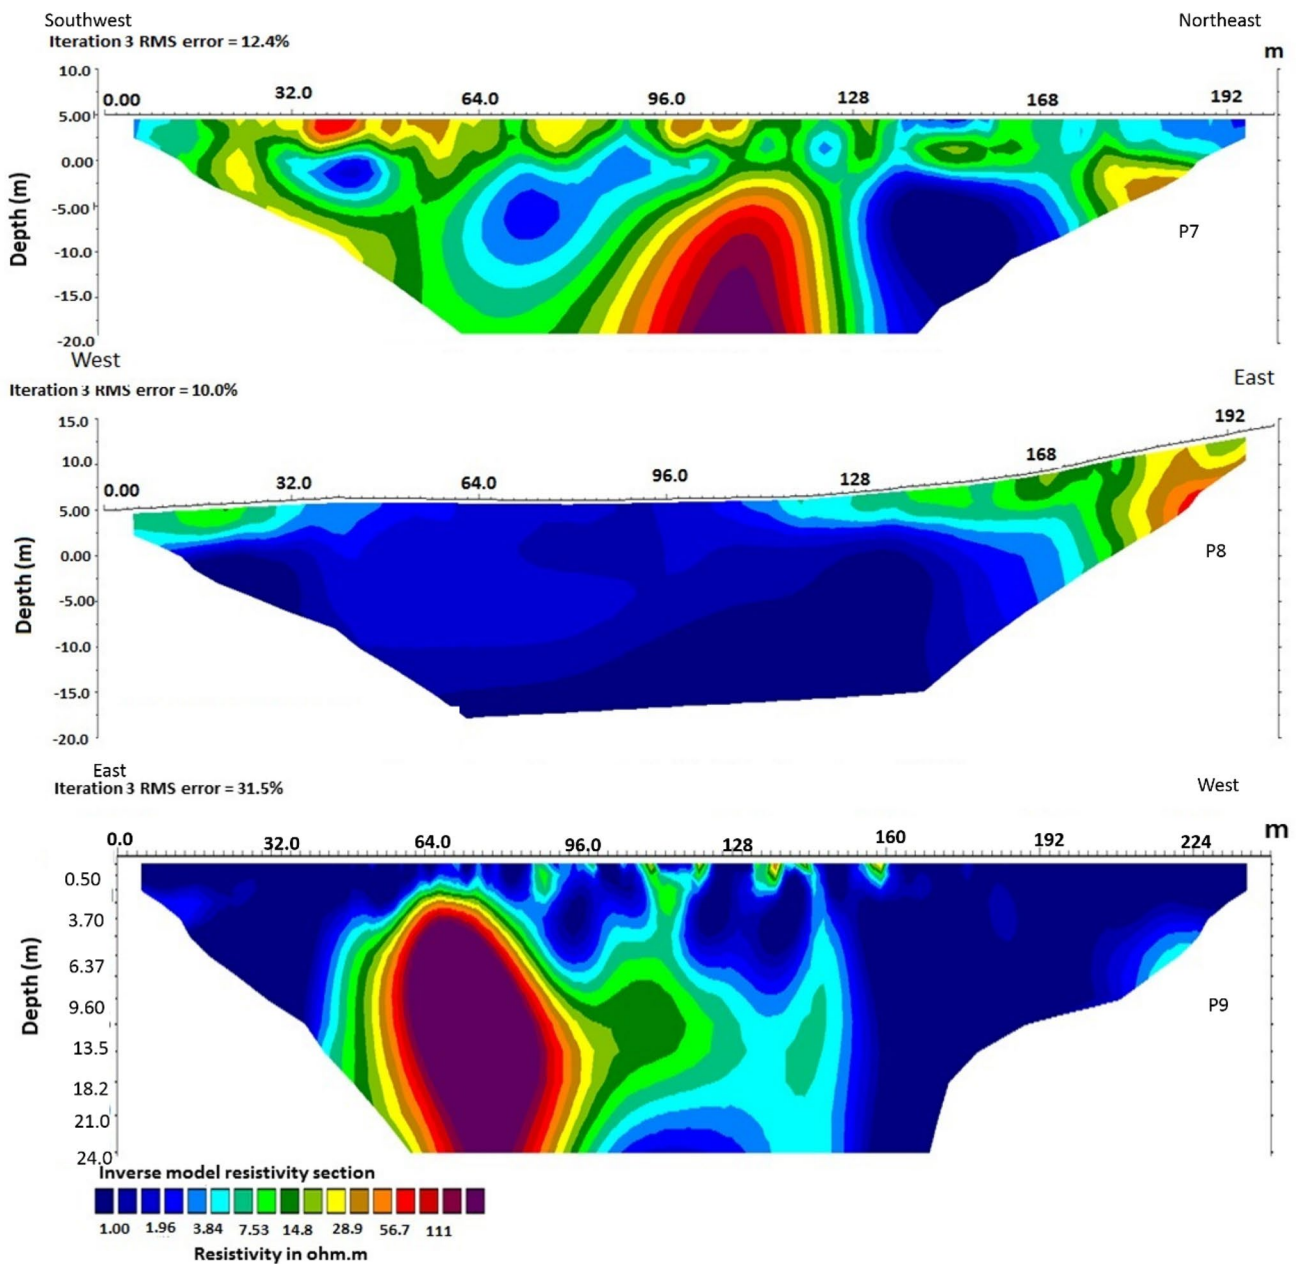 Southwest Northeast
Iteration 3 RMS error = 12.4%
m
10.0
0.00 32.0 64.0 96.0 128 168 192
5.00
0.00
-5.00
-10.0
-15.0
-20.0
Depth (m)
P7
West East
Iteration 3 RMS error = 10.0%
15.0
192
10.0
168
0.00 32.0 64.0 96.0 128
5.00
0.00
-5.00
-10.0
-15.0
-20.0
Depth (m)
P8
East West
Iteration 3 RMS error = 31.5%
0.0 32.0 64.0 96.0 128 160 192 224 m
0.50
3.70
6.37
9.60
13.5
18.2
21.0
24.0
Depth (m)
P9
Inverse model resistivity section
1.00 1.96 3.84 7.53 14.8 28.9 56.7 111
Resistivity in ohm.m